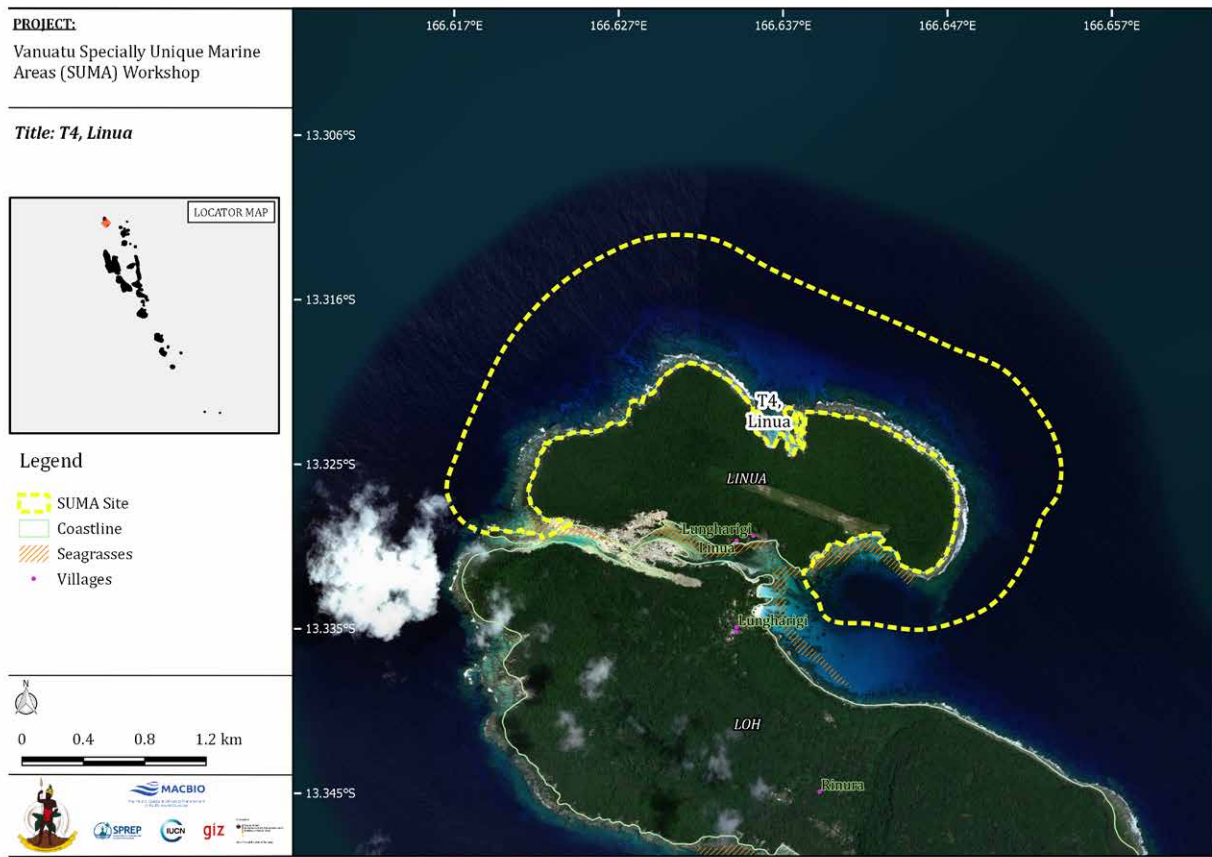 PROJECT:
Vanuatu Specially Unique Marine
Areas (SUMA) Workshop
Title: T4, Linua
LOCATOR MAP
Legend
SUMA Site
Coastline
Seagrasses
Villages
N
0 0.4 0.8 1.2 km
MACBIO
SPREP
IUCN
giz
166.617°E 166.627°E 166.637°E 166.647°E 166.657°E
13.306°S
13.316°S
13.325°S
13.335°S
13.345°S
T4,
Linua
LINUA
Lungharigi
Linua
Lungharigi
LOH
Rinura